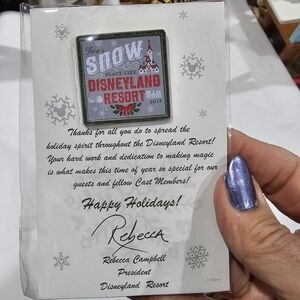 There's
SNOW
PLACE LIKE
DISNEYLAND
RESORT
2019
Thanks for all you do to spread the
holiday spirit throughout the Disneyland Resort!
Your hard work and dedication to making magic
is what makes this time of year so special for our
guests and fellow Cast Members!
Happy Holidays!
Rebecca
Rebecca Campbell
President
Disneyland Resort
© Disney